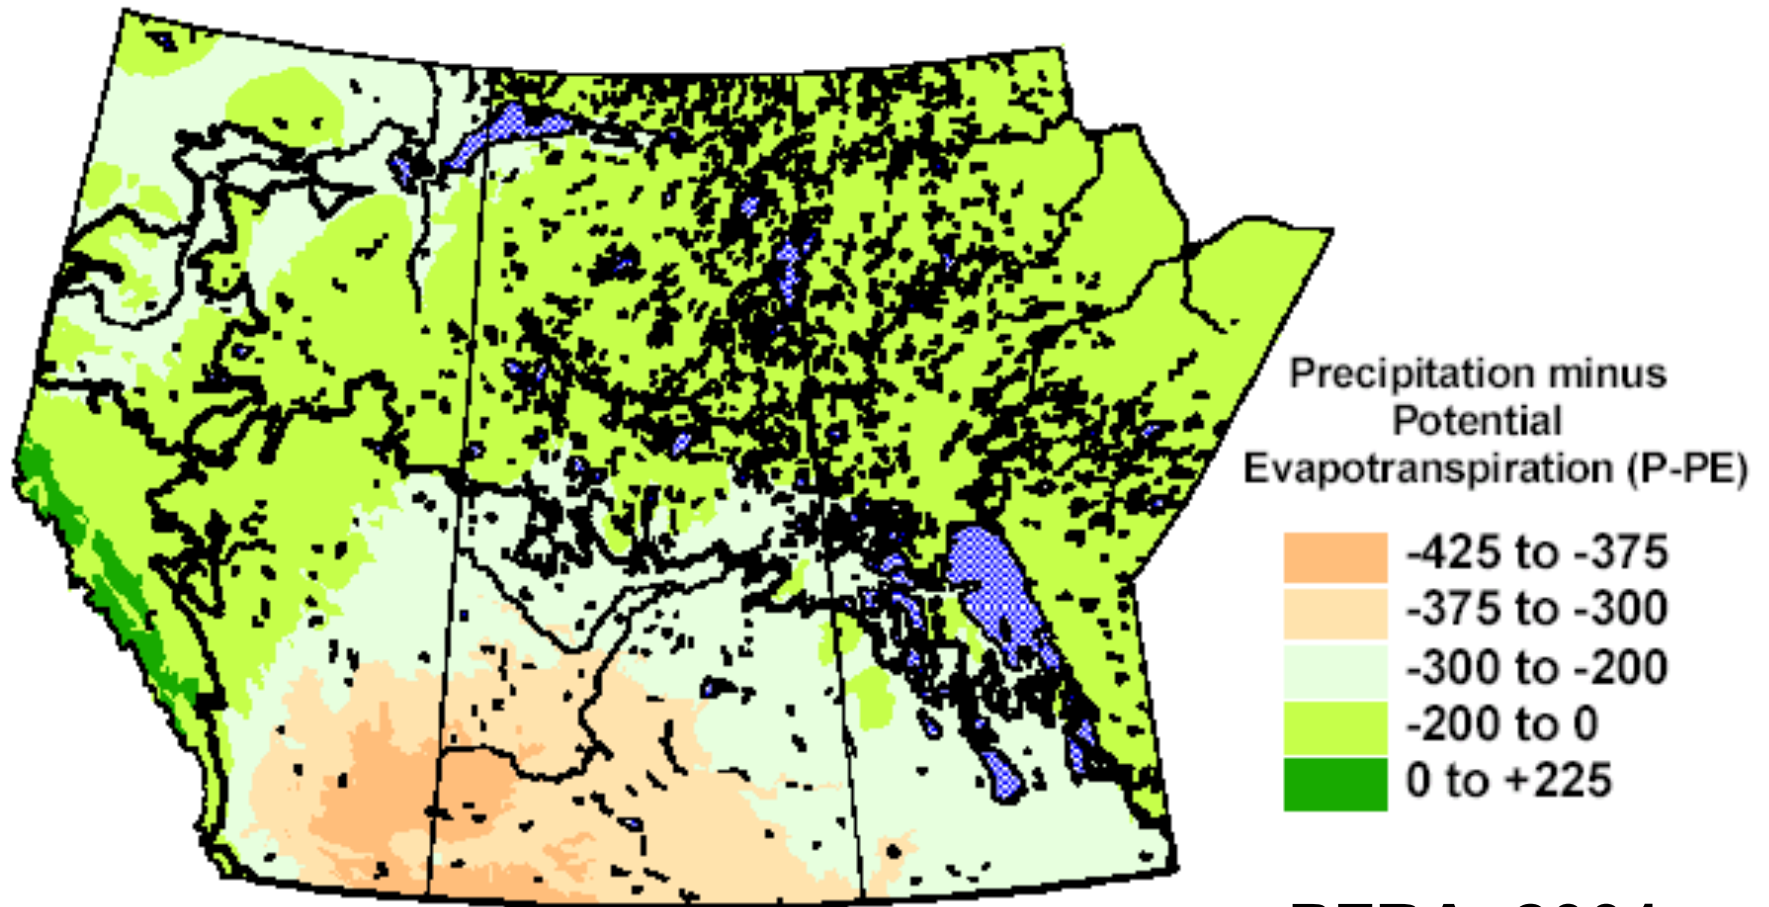 Precipitation minus
Potential
Evapotranspiration (P-PE)
-425 to -375
-375 to -300
-300 to -200
-200 to 0
0 to +225